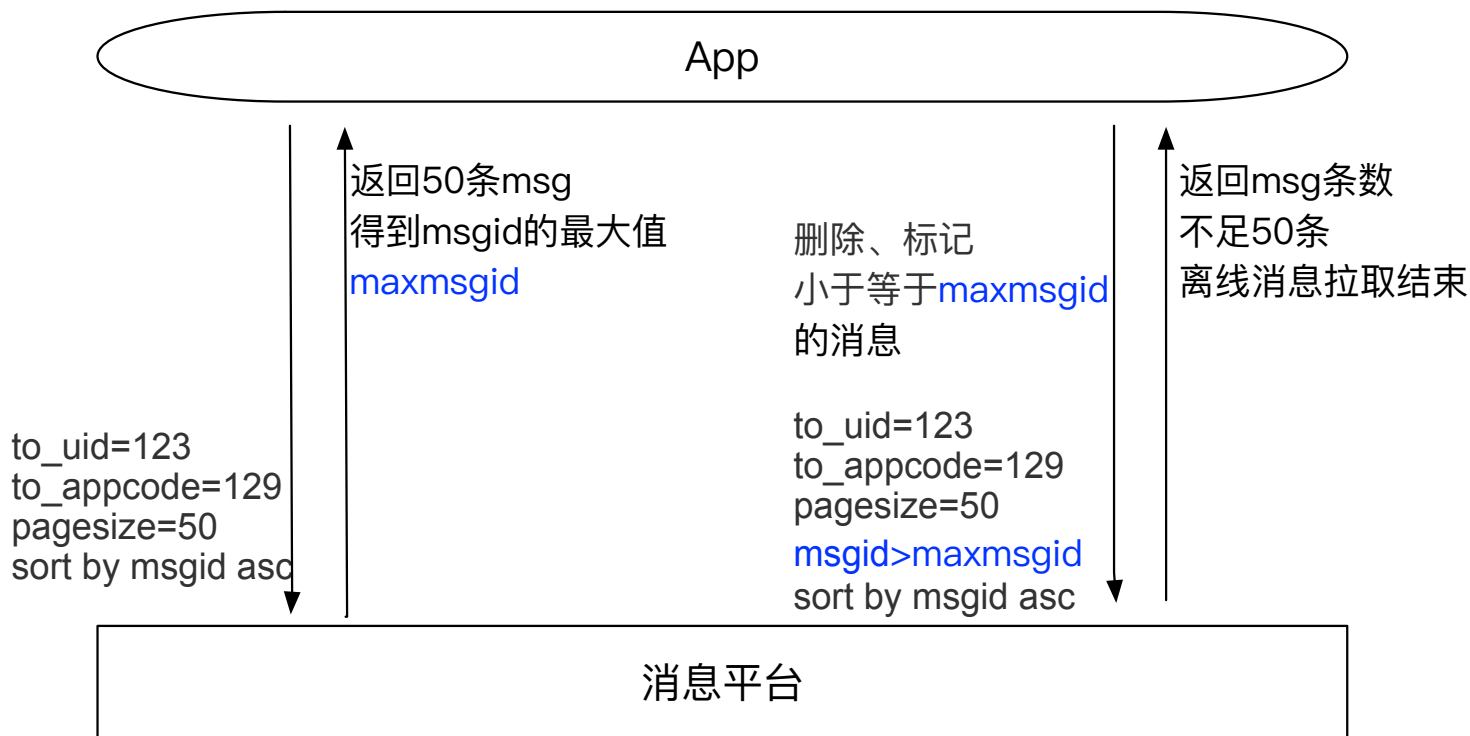 App
返回50条msg
得到msgid的最大值
maxmsgid
to_uid=123
to_appcode=129
pagesize=50
sort by msgid asc
删除、标记
小于等于maxmsgid
的消息
to_uid=123
to_appcode=129
pagesize=50
msgid>maxmsgid
sort by msgid asc
返回msg条数
不足50条
离线消息拉取结束
消息平台